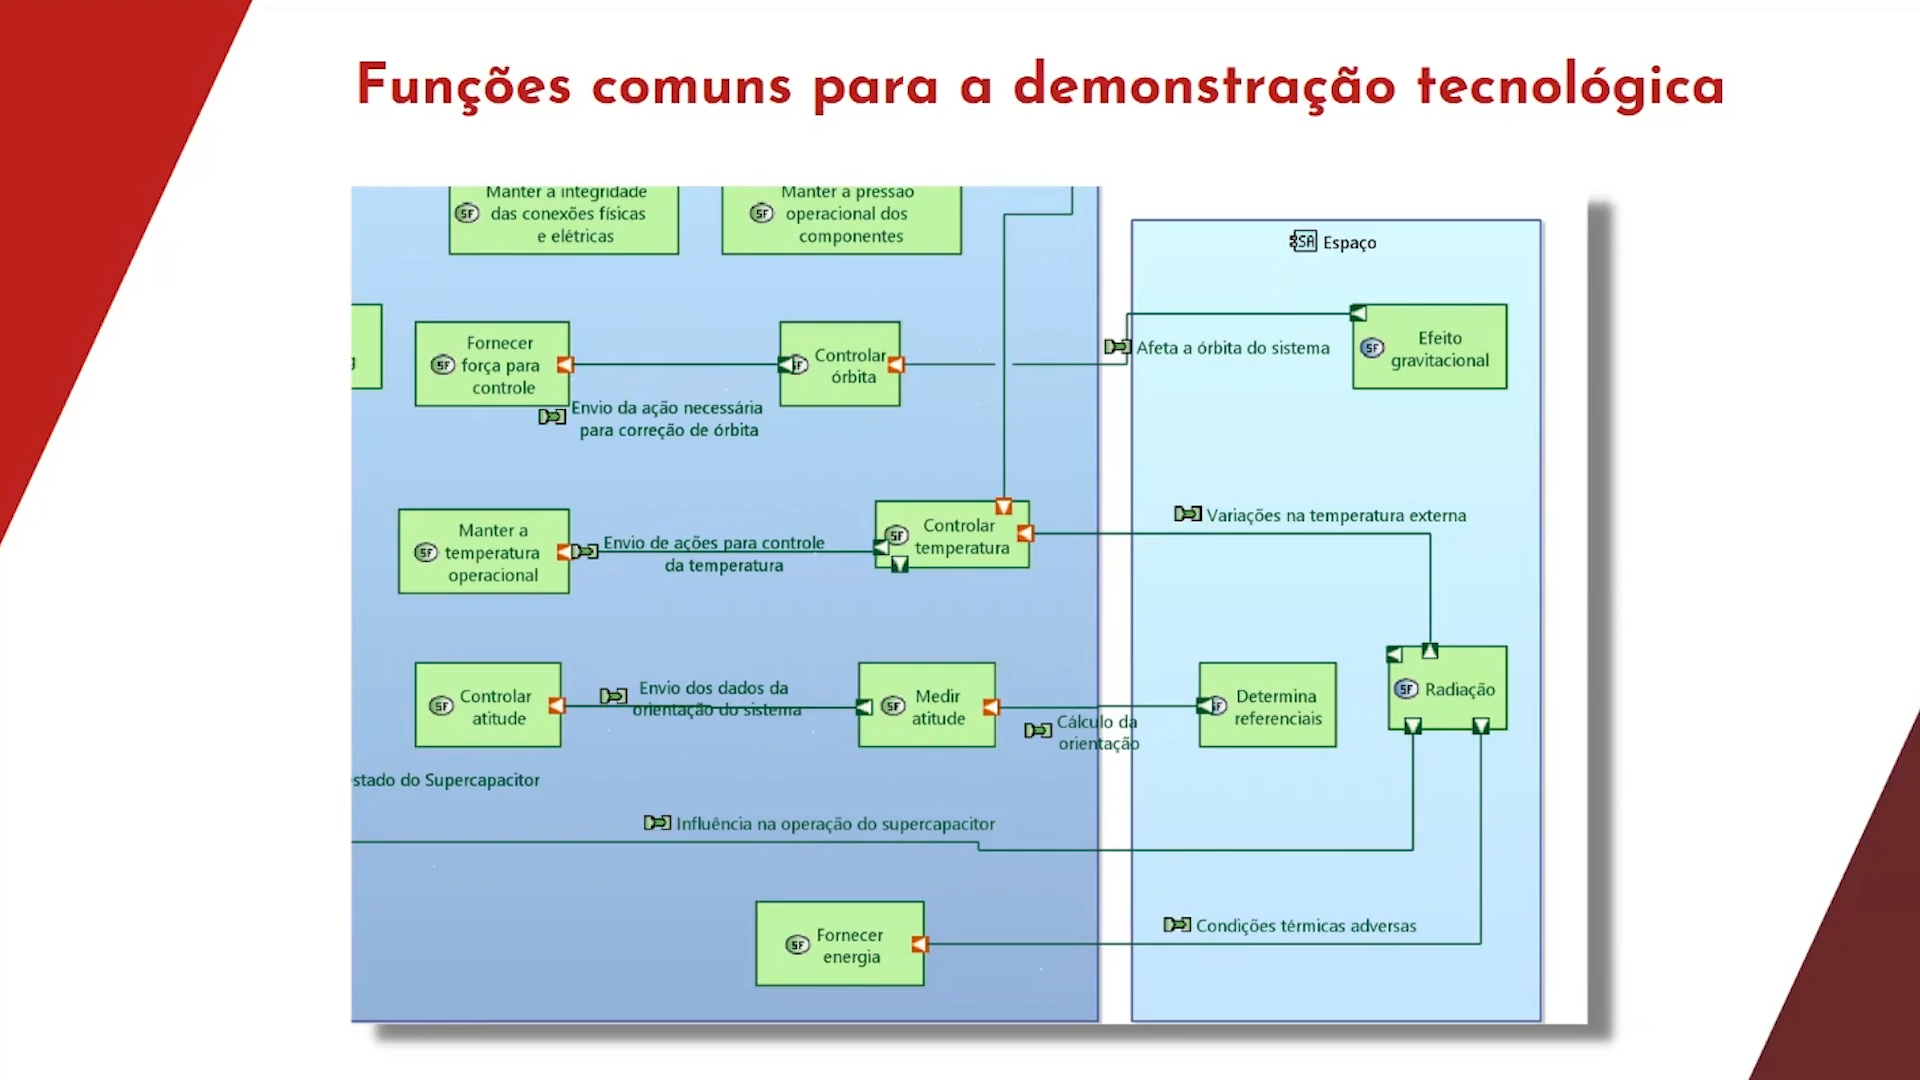 Funções comuns para a demonstração tecnológica
Manter a integridade
das conexões físicas
e elétricas
Manter a pressão
operacional dos
componentes
SA Espaço
Fornecer
força para
controle
Controlar
órbita
Afeta a órbita do sistema
Efeito
gravitacional
Envio da ação necessária
para correção de órbita
Variações na temperatura externa
Manter a
temperatura
operacional
Envio de ações para controle
da temperatura
Controlar
temperatura
Controlar
atitude
Envio dos dados da
orientação do sistema
Medir
atitude
Cálculo da
orientação
Determina
referenciais
Radiação
stado do Supercapacitor
Influência na operação do supercapacitor
Fornecer
energia
Condições térmicas adversas